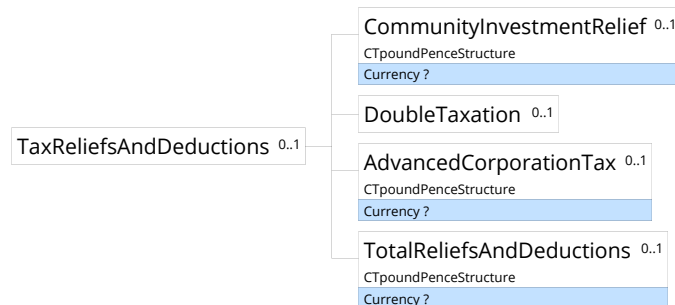 CommunityInvestmentRelief 0..1
CTpoundPenceStructure
Currency ?
DoubleTaxation 0..1
TaxReliefsAndDeductions 0..1
AdvancedCorporationTax 0..1
CTpoundPenceStructure
Currency ?
TotalReliefsAndDeductions 0..1
CTpoundPenceStructure
Currency ?